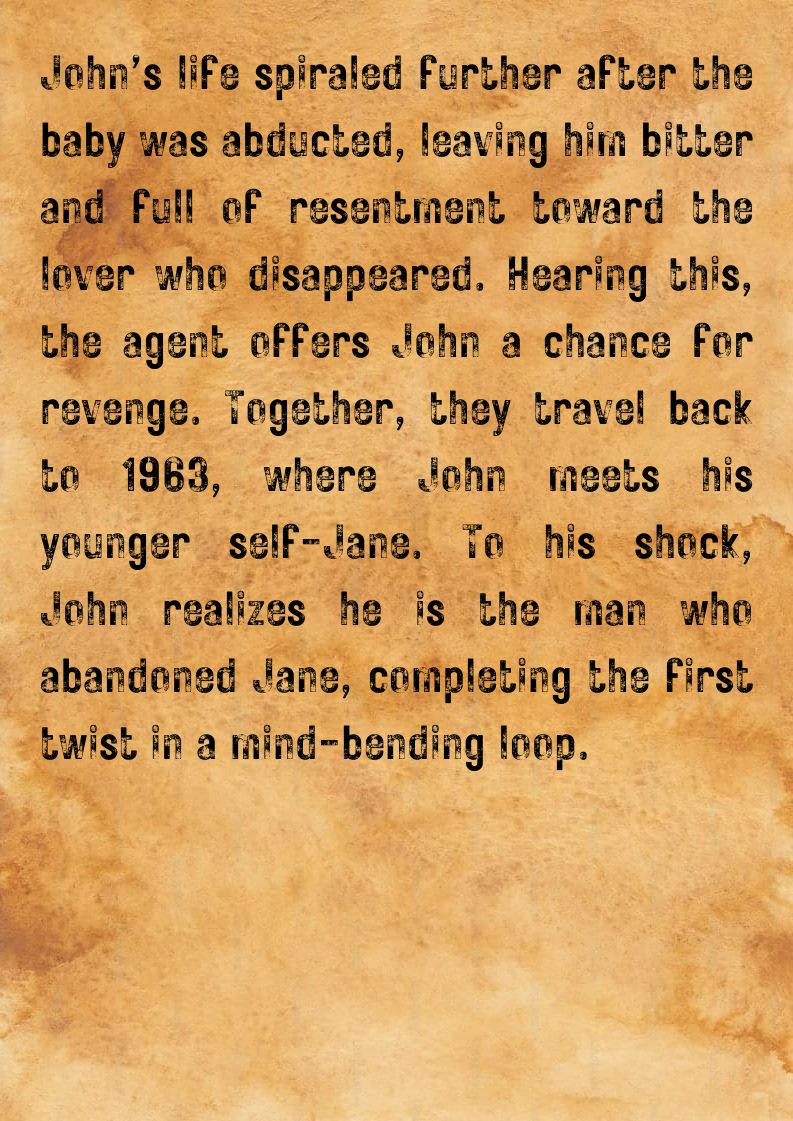 John’s life spiraled further after the
baby was abducted, leaving him bitter
and full of resentment toward the
lover who disappeared. Hearing this,
the agent offers John a chance for
revenge. Together, they travel back
to 1963, where John meets his
younger self-Jane. To his shock,
John realizes he is the man who
abandoned Jane, completing the first
twist in a mind-bending loop.